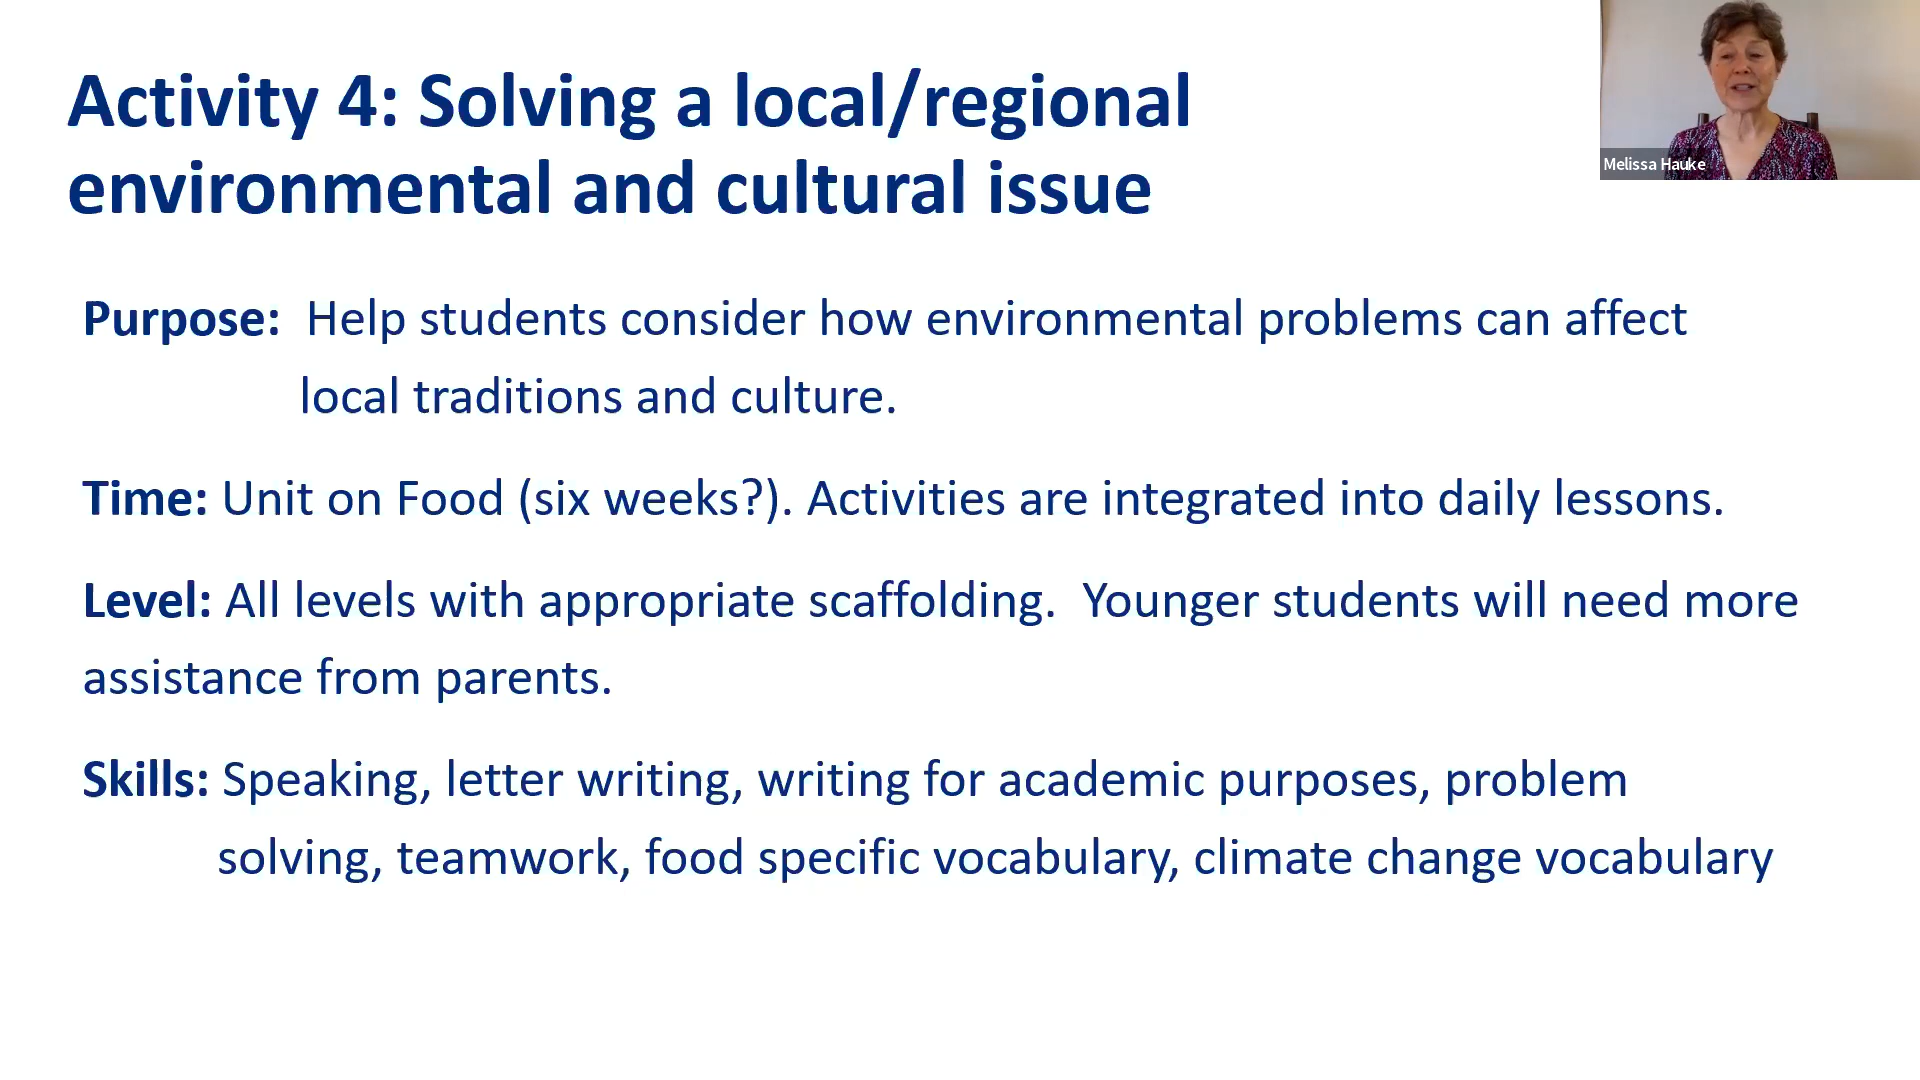 Activity 4: Solving a local/regional
environmental and cultural issue
Melissa Hauke
Purpose: Help students consider how environmental problems can affect
local traditions and culture.
Time: Unit on Food (six weeks?). Activities are integrated into daily lessons.
Level: All levels with appropriate scaffolding. Younger students will need more
assistance from parents.
Skills: Speaking, letter writing, writing for academic purposes, problem
solving, teamwork, food specific vocabulary, climate change vocabulary